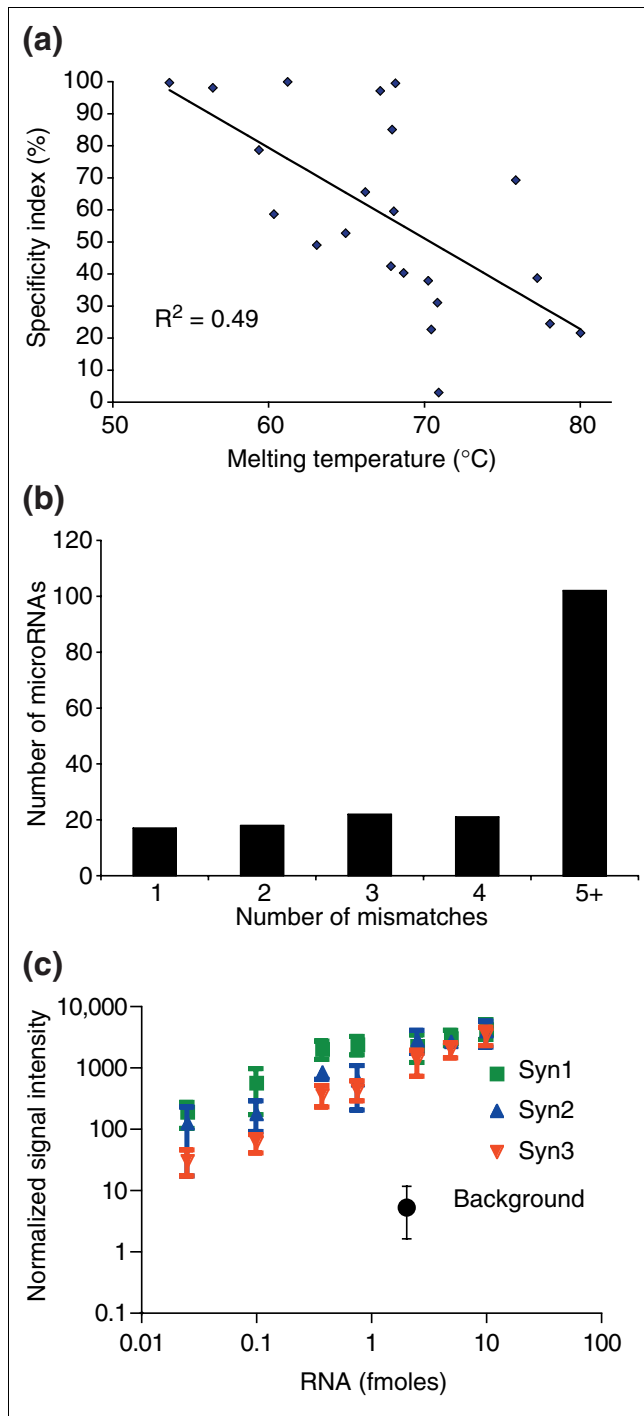 (a)
100
90
80
70
60
50
40
30
20
10
0
Specificity index (%)
R² = 0.49
50 60 70 80
Melting temperature (°C)
(b)
120
100
80
60
40
20
0
Number of microRNAs
1 2 3 4 5+
Number of mismatches
(c)
10,000
1000
100
10
1
0.1
Normalized signal intensity
Syn1
Syn2
Syn3
Background
0.01 0.1 1 10 100
RNA (fmoles)